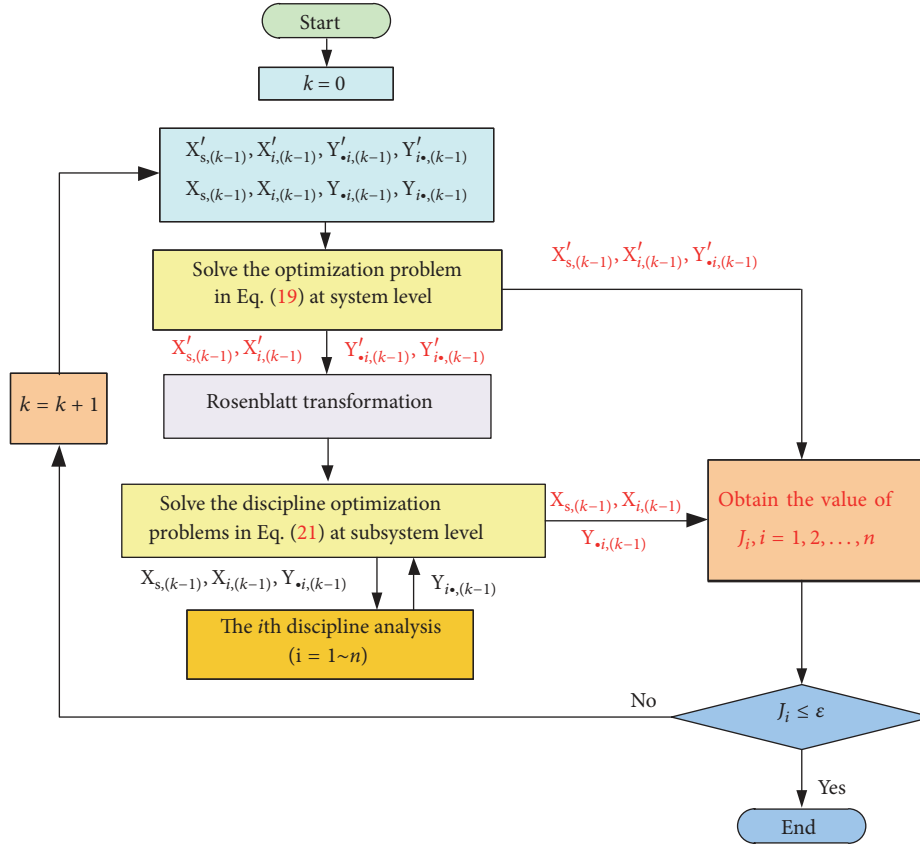 Start
k = 0
X′s,(k−1), X′i,(k−1), Y′•i,(k−1), Y′i•,(k−1)
Xs,(k−1), Xi,(k−1), Y•i,(k−1), Yi•,(k−1)
Solve the optimization problem
in Eq. (19) at system level
X′s,(k−1), X′i,(k−1), Y′•i,(k−1)
X′s,(k−1), X′i,(k−1) Y′•i,(k−1), Y′i•,(k−1)
Rosenblatt transformation
k = k + 1
Solve the discipline optimization
problems in Eq. (21) at subsystem level
Xs,(k−1), Xi,(k−1)
Y•i,(k−1)
Obtain the value of
Ji, i = 1, 2, . . . , n
Xs,(k−1), Xi,(k−1), Y•i,(k−1)
Yi•,(k−1)
The ith discipline analysis
(i = 1~n)
No
Ji ≤ ε
Yes
End